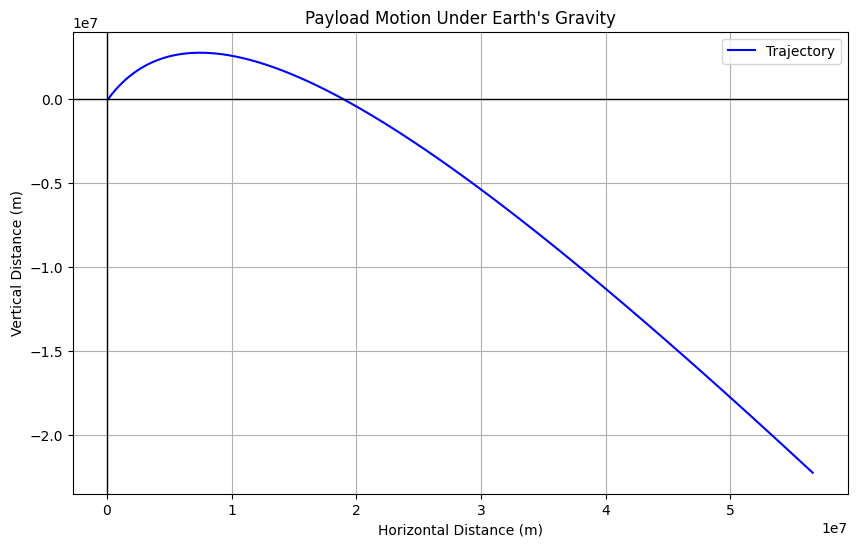 Payload Motion Under Earth's Gravity
1e7
Trajectory
0.0
−0.5
−1.0
−1.5
−2.0
Vertical Distance (m)
0
1
2
3
4
5
1e7
Horizontal Distance (m)